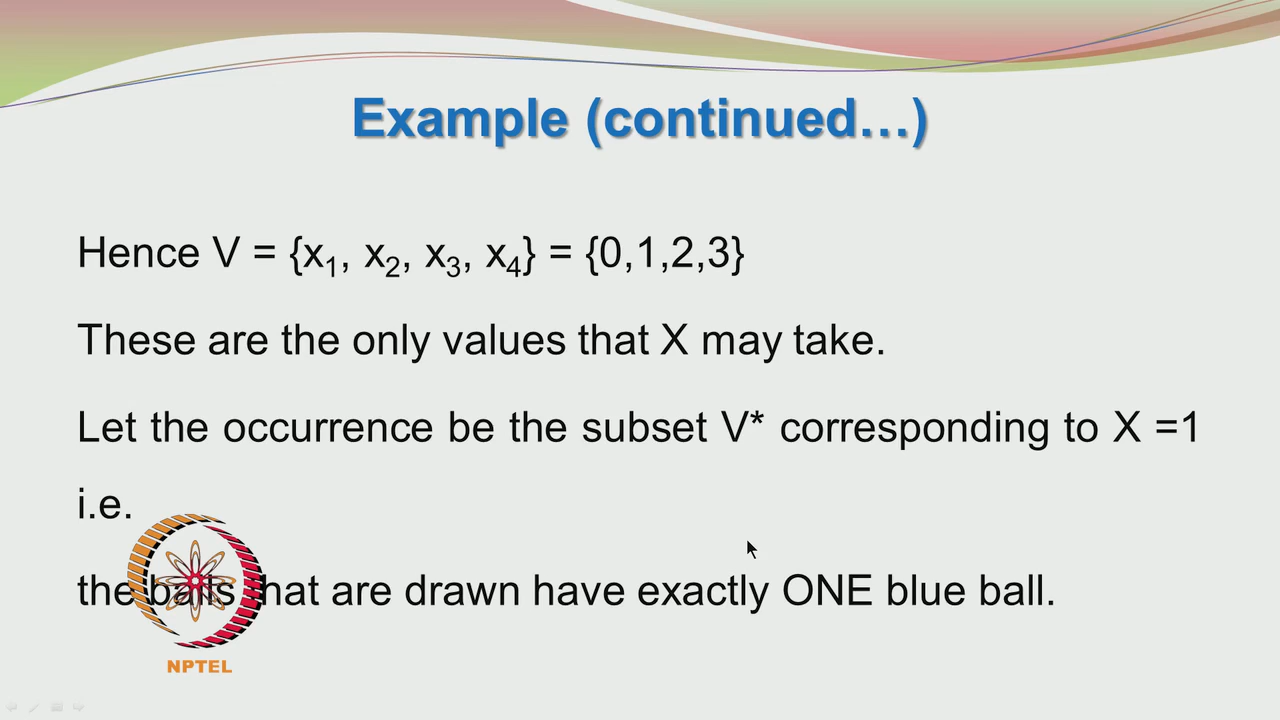 Example (continued…)
Hence V = {x₁, x₂, x₃, x₄} = {0,1,2,3}
These are the only values that X may take.
Let the occurrence be the subset V* corresponding to X =1
i.e.
the balls that are drawn have exactly ONE blue ball.
NPTEL